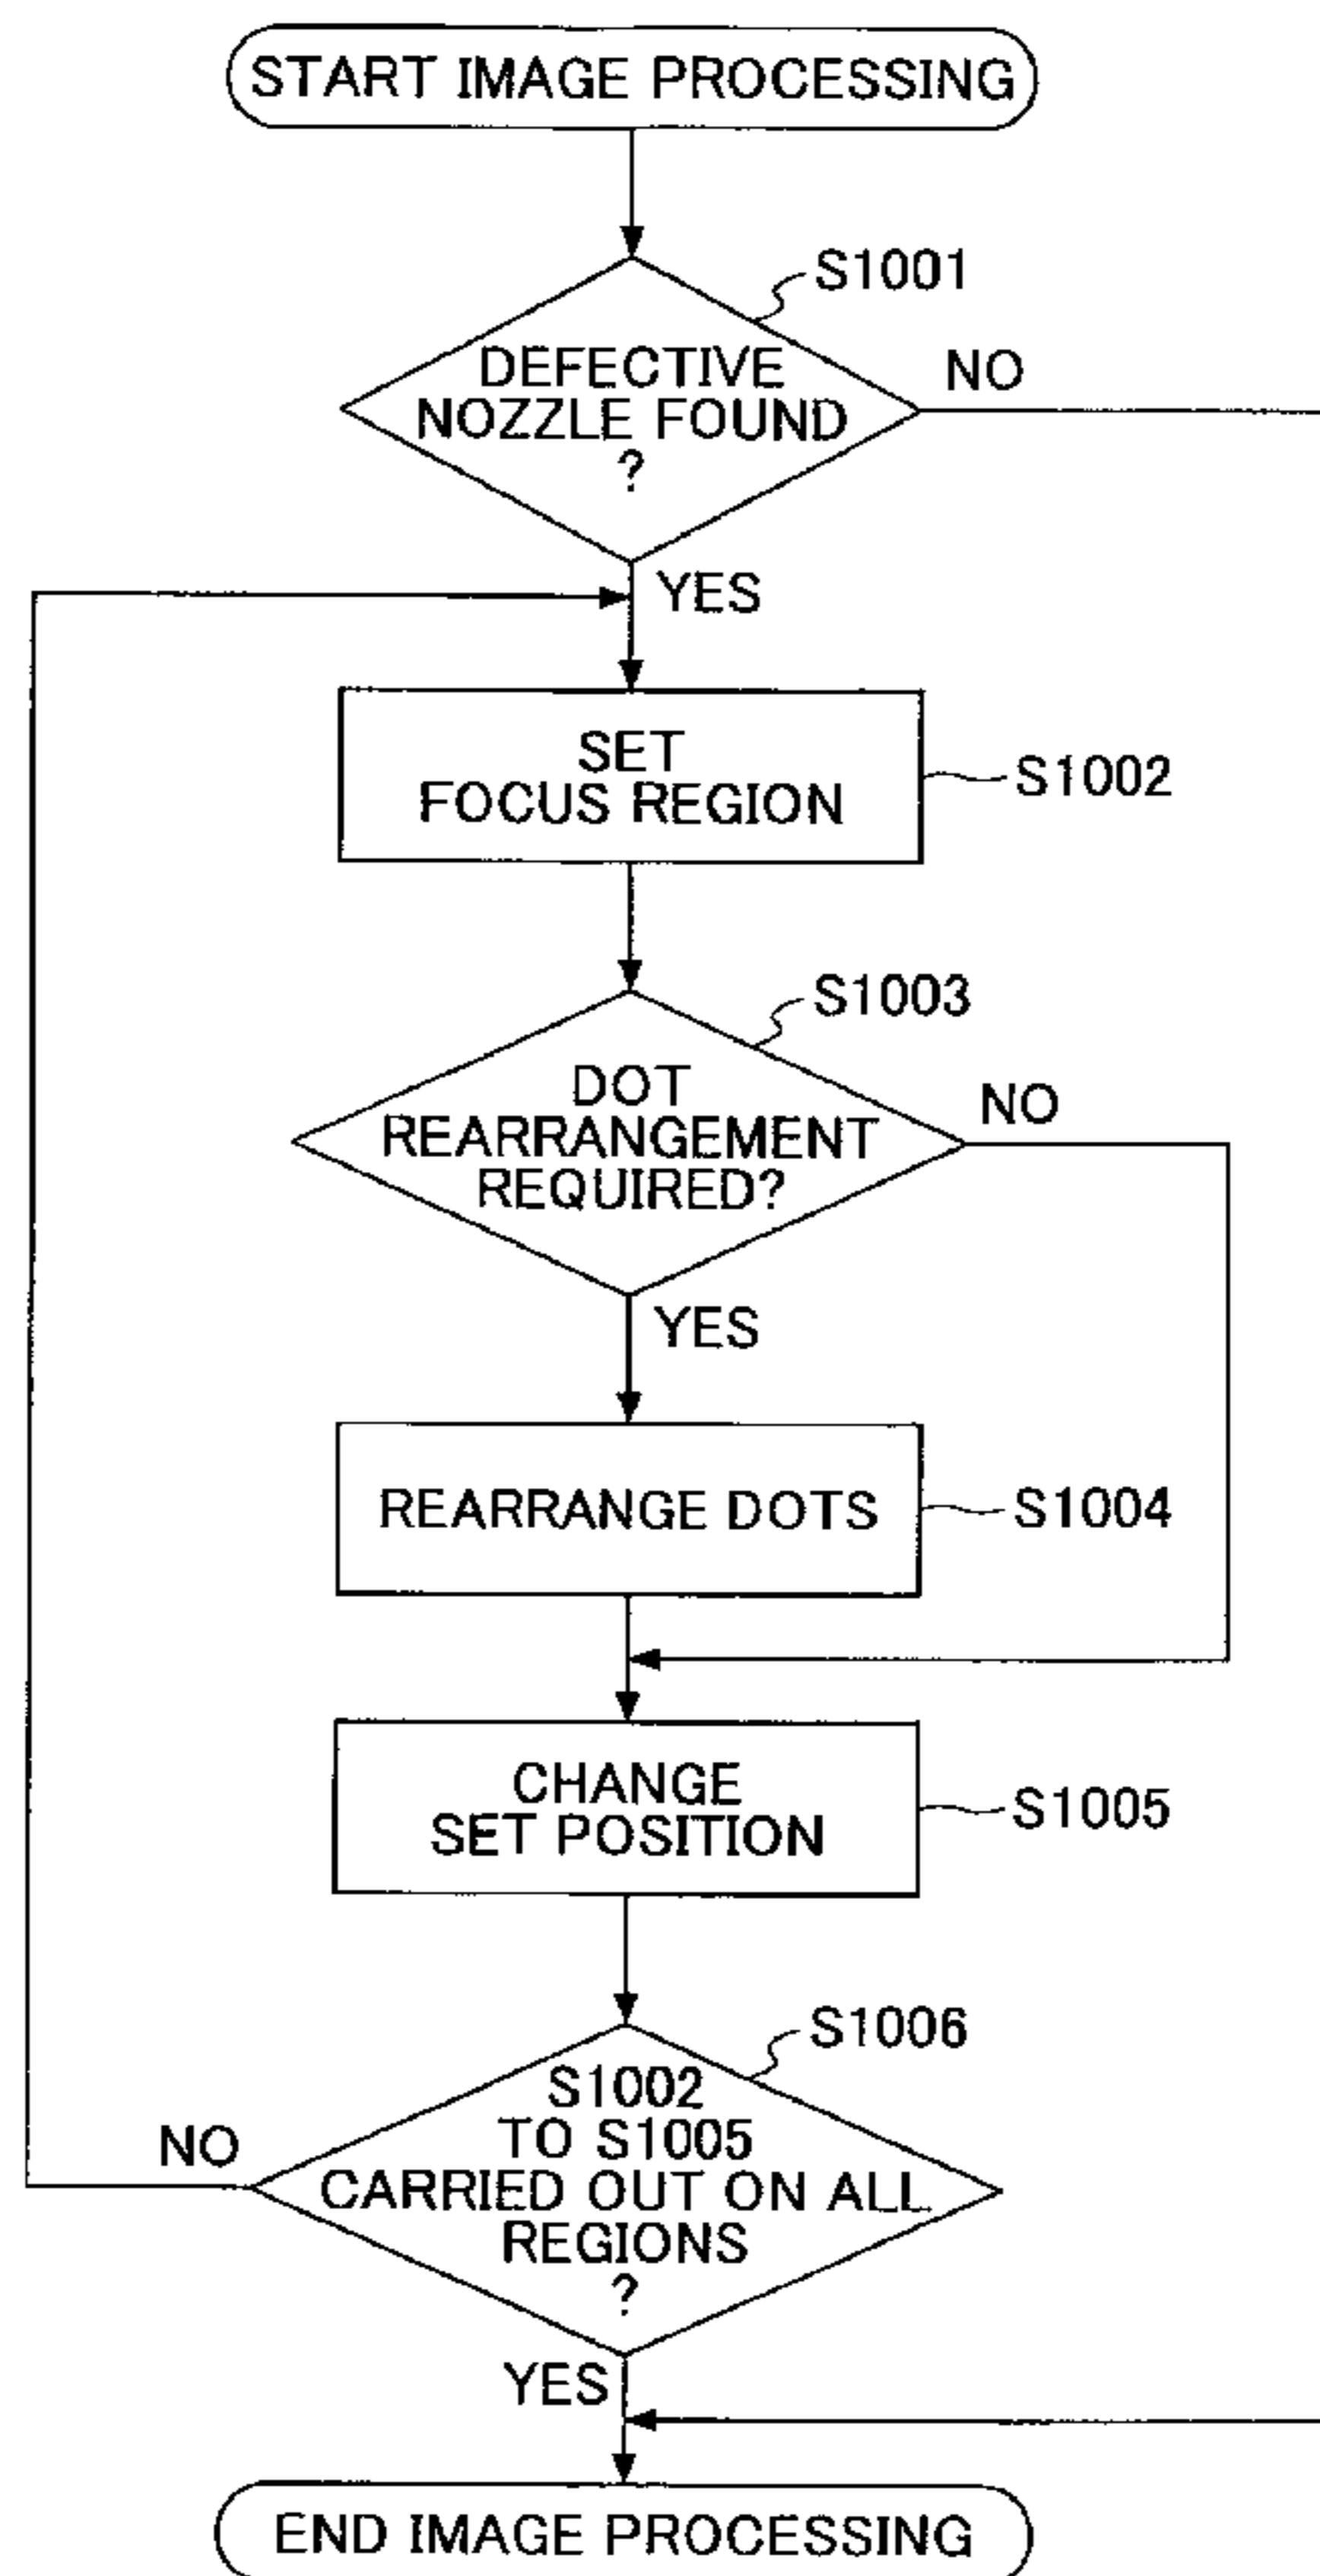 START IMAGE PROCESSING
S1001
DEFECTIVE
NOZZLE FOUND
?
NO
YES
SET
FOCUS REGION
S1002
S1003
DOT
REARRANGEMENT
REQUIRED?
NO
YES
REARRANGE DOTS
S1004
CHANGE
SET POSITION
S1005
S1006
S1002
TO S1005
CARRIED OUT ON ALL
REGIONS
?
NO
YES
END IMAGE PROCESSING